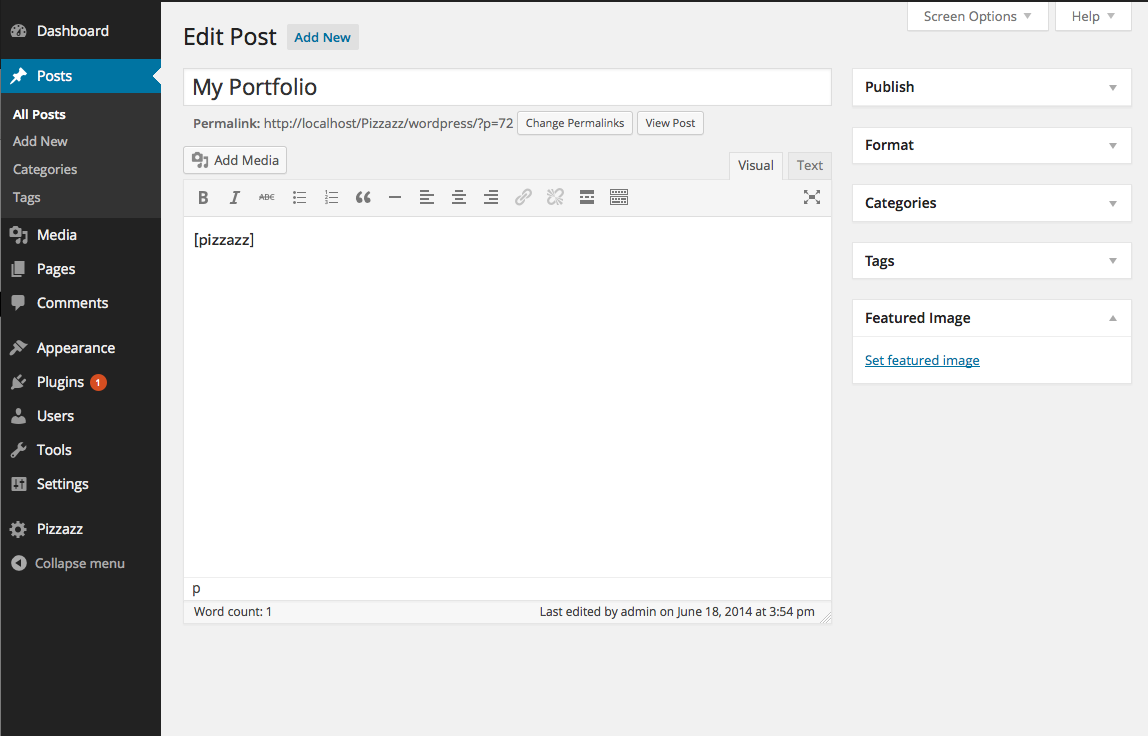 Screen Options Help
Dashboard
Edit Post Add New
Posts
My Portfolio
Publish
All Posts
Permalink: http://localhost/Pizzazz/wordpress/?p=72 Change Permalinks View Post
Add New
Format
Add Media
Visual Text
Categories
Tags
B I ABC
Categories
Media
[pizzazz]
Tags
Pages
Comments
Featured Image
Appearance
Set featured image
Plugins 1
Users
Tools
Settings
Pizzazz
Collapse menu
p
Word count: 1 Last edited by admin on June 18, 2014 at 3:54 pm